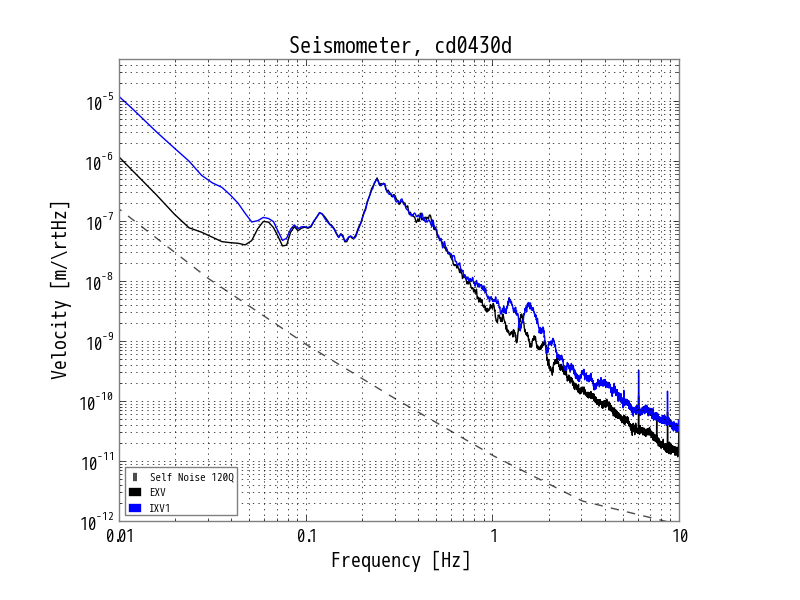 Seismometer, cd0430d
Velocity [m/\rtHz]
10^-5
10^-6
10^-7
10^-8
10^-9
10^-10
10^-11
10^-12
Self Noise 120Q
EXV
IXV1
0.01 0.1 1 10
Frequency [Hz]